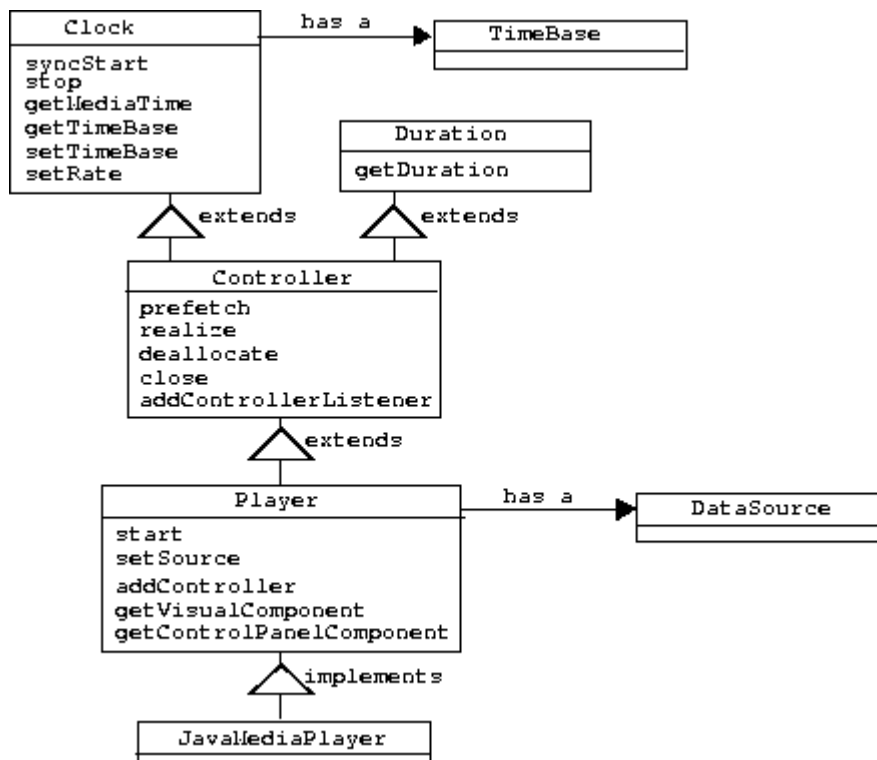 Clock
has a
TimeBase
syncStart
stop
getMediaTime
getTimeBase
setTimeBase
setRate
Duration
getDuration
extends
extends
Controller
prefetch
realize
deallocate
close
addControllerListener
extends
Player
has a
DataSource
start
setSource
addController
getVisualComponent
getControlPanelComponent
implements
JavaMediaPlayer